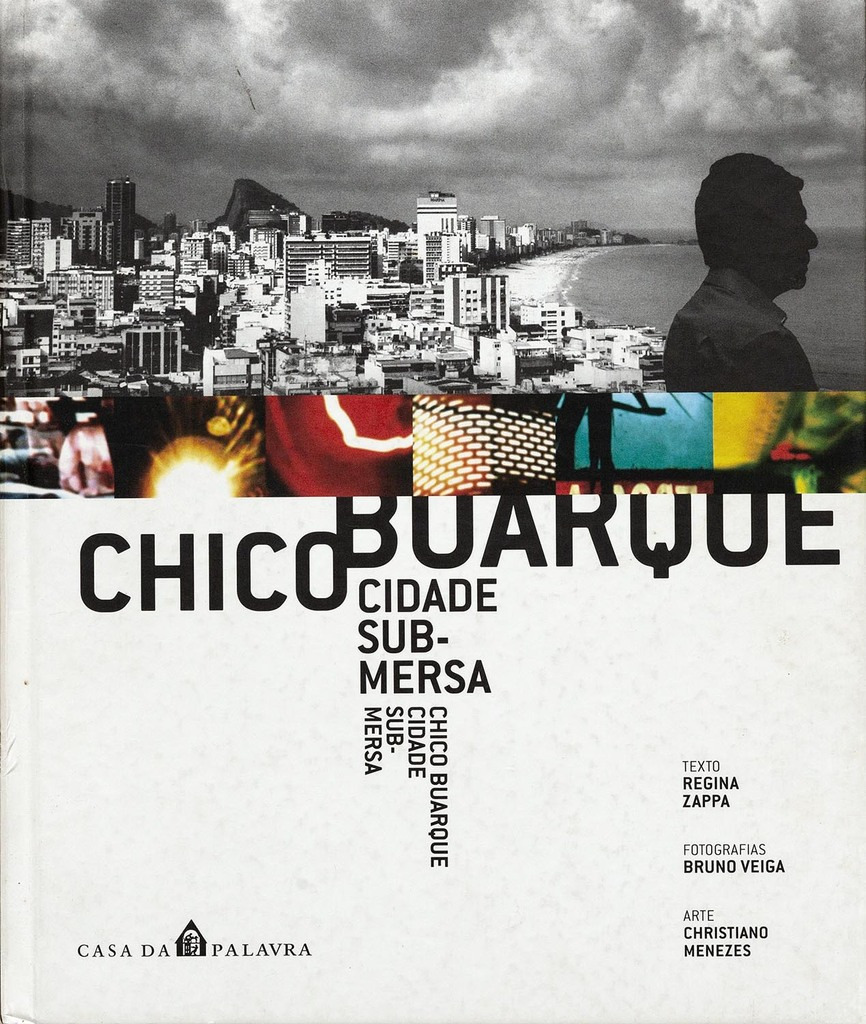 CHICO BUARQUE
CIDADE
SUB-
MERSA
CHICO BUARQUE
CIDADE
SUB-
MERSA
TEXTO
REGINA
ZAPPA
FOTOGRAFIAS
BRUNO VEIGA
ARTE
CHRISTIANO
MENEZES
CASA DA PALAVRA